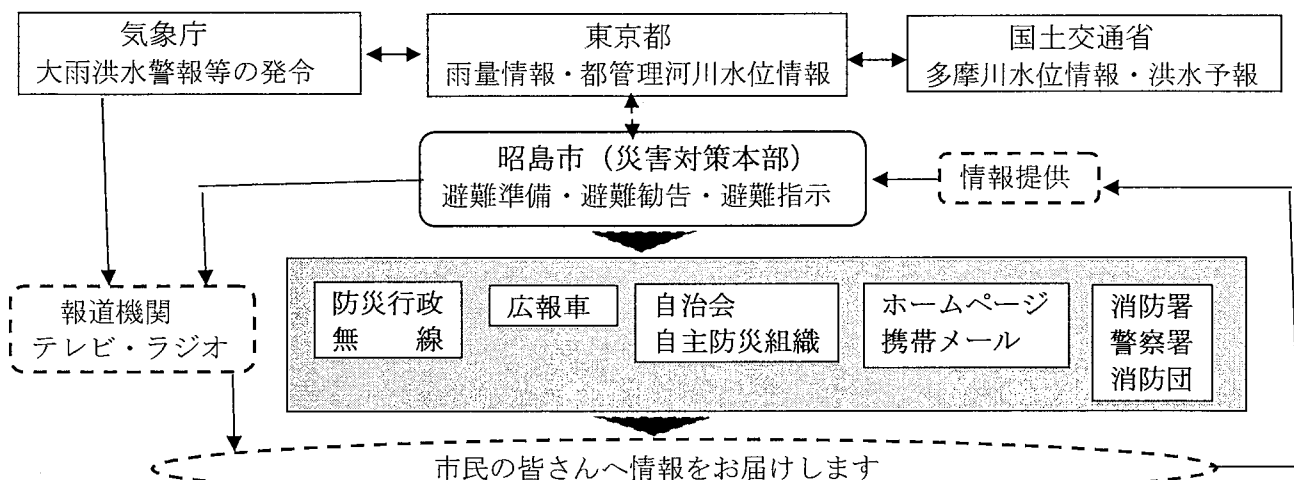 気象庁
大雨洪水警報等の発令
東京都
雨量情報・都管理河川水位情報
国土交通省
多摩川水位情報・洪水予報
昭島市（災害対策本部）
避難準備・避難勧告・避難指示
情報提供
報道機関
テレビ・ラジオ
防災行政
無　　線
広報車
自治会
自主防災組織
ホームページ
携帯メール
消防署
警察署
消防団
市民の皆さんへ情報をお届けします